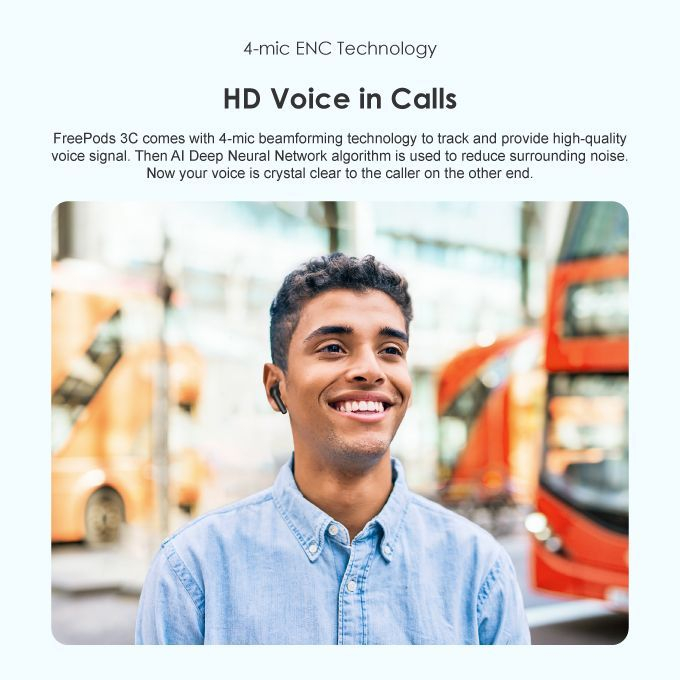 4-mic ENC Technology
HD Voice in Calls
FreePods 3C comes with 4-mic beamforming technology to track and provide high-quality
voice signal. Then AI Deep Neural Network algorithm is used to reduce surrounding noise.
Now your voice is crystal clear to the caller on the other end.